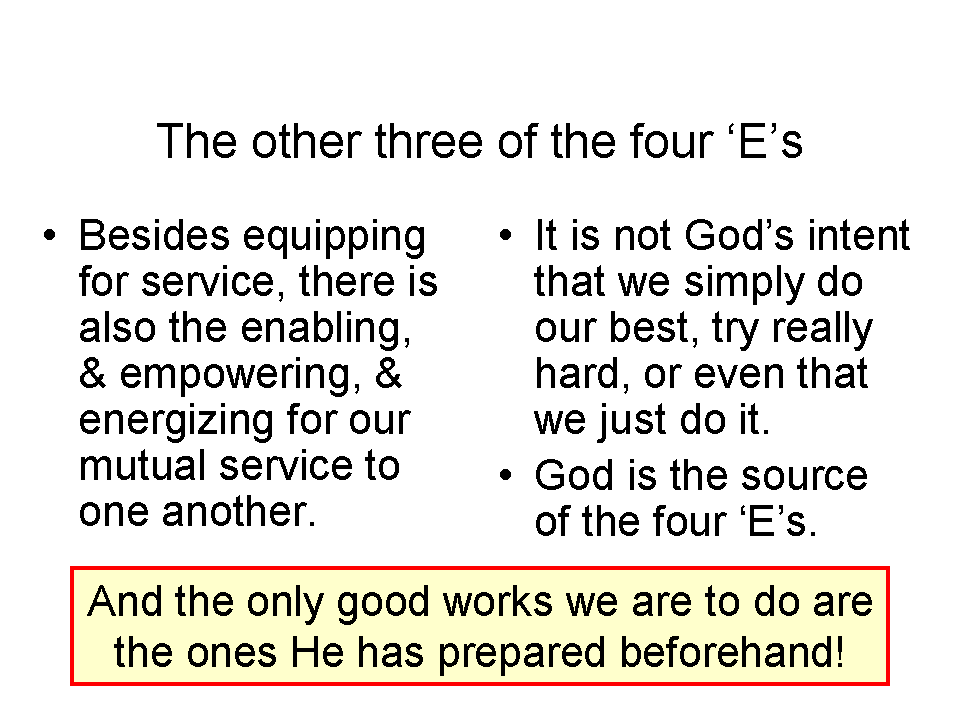 The other three of the four ‘E’s
• Besides equipping
for service, there is
also the enabling,
& empowering, &
energizing for our
mutual service to
one another.
• It is not God’s intent
that we simply do
our best, try really
hard, or even that
we just do it.
• God is the source
of the four ‘E’s.
And the only good works we are to do are
the ones He has prepared beforehand!